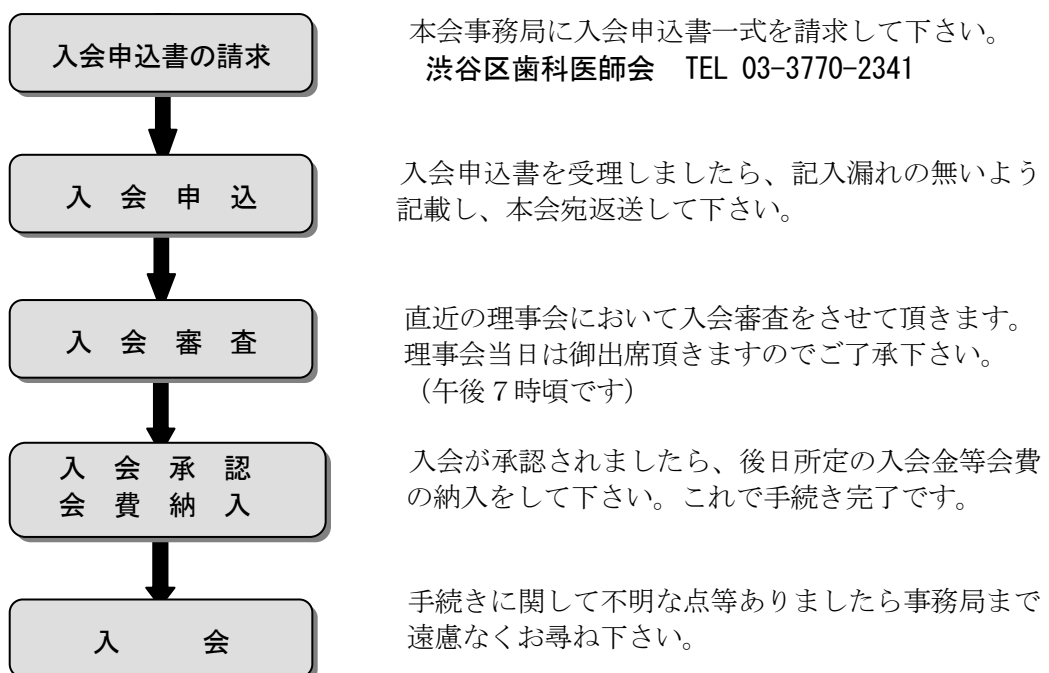 入会申込書の請求
本会事務局に入会申込書一式を請求して下さい。
渋谷区歯科医師会　TEL 03-3770-2341
入　会　申　込
入会申込書を受理しましたら、記入漏れの無いよう
記載し、本会宛返送して下さい。
入　会　審　査
直近の理事会において入会審査をさせて頂きます。
理事会当日は御出席頂きますのでご了承下さい。
（午後７時頃です）
入　会　承　認
会　費　納　入
入会が承認されましたら、後日所定の入会金等会費
の納入をして下さい。これで手続き完了です。
入　　　会
手続きに関して不明な点等ありましたら事務局まで
遠慮なくお尋ね下さい。